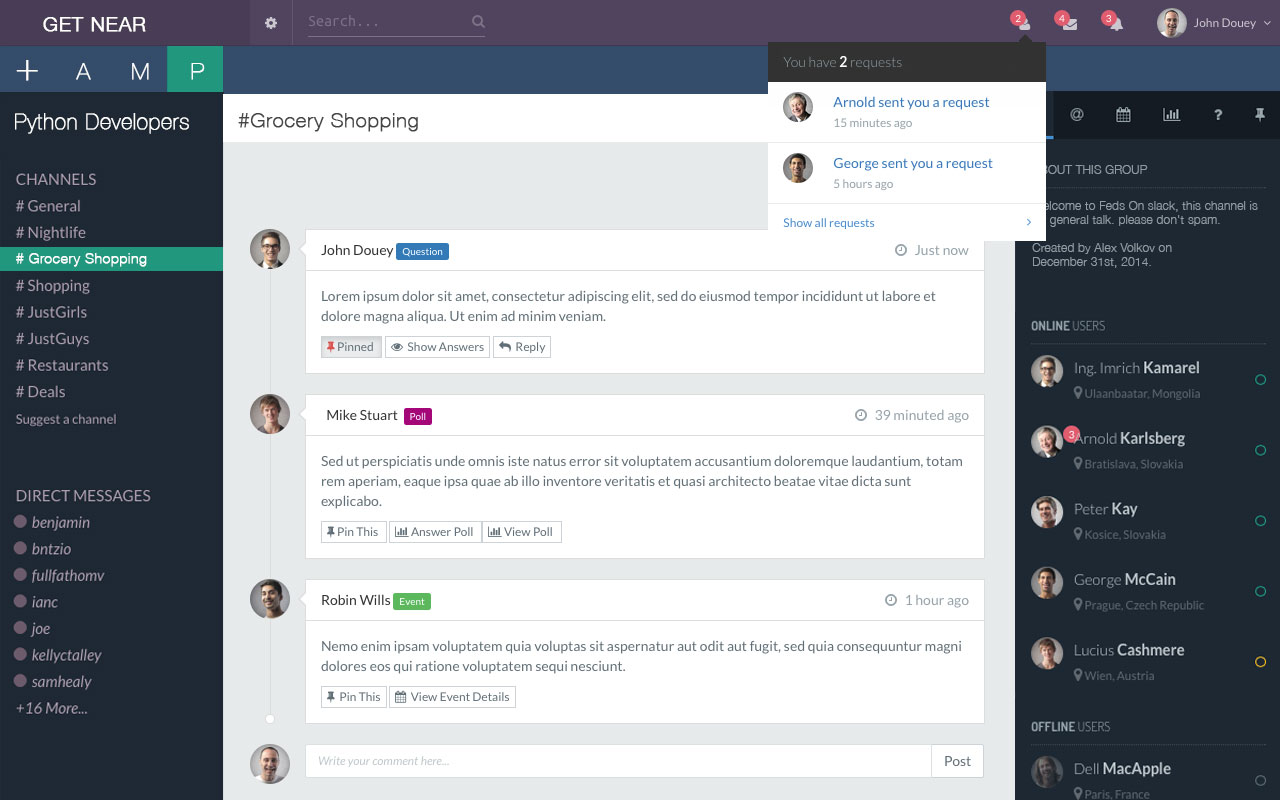 GET NEAR
Search...
2
4
3
John Douey
A M P
Python Developers
CHANNELS
# General
# Nightlife
# Grocery Shopping
# Shopping
# JustGirls
# JustGuys
# Restaurants
# Deals
Suggest a channel
DIRECT MESSAGES
benjamin
bntzio
fullfathomv
ianc
joe
kellyctalley
samhealy
+16 More...
#Grocery Shopping
You have 2 requests
Arnold sent you a request
15 minutes ago
George sent you a request
5 hours ago
Show all requests
John Douey Question Just now
Lorem ipsum dolor sit amet, consectetur adipiscing elit, sed do eiusmod tempor incididunt ut labore et
dolore magna aliqua. Ut enim ad minim veniam.
Pinned Show Answers Reply
Mike Stuart Poll 39 minuted ago
Sed ut perspiciatis unde omnis iste natus error sit voluptatem accusantium doloremque laudantium, totam
rem aperiam, eaque ipsa quae ab illo inventore veritatis et quasi architecto beatae vitae dicta sunt
explicabo.
Pin This Answer Poll View Poll
Robin Wills Event 1 hour ago
Nemo enim ipsam voluptatem quia voluptas sit aspernatur aut odit aut fugit, sed quia consequuntur magni
dolores eos qui ratione voluptatem sequi nesciunt.
Pin This View Event Details
Write your comment here... Post
@ ?
OUT THIS GROUP
elcome to Feds On slack, this channel is
general talk. please don't spam.
Created by Alex Volkov on
December 31st, 2014.
ONLINE USERS
Ing. Imrich Kamarel
Ulaanbaatar, Mongolia
3
Arnold Karlsberg
Bratislava, Slovakia
Peter Kay
Kosice, Slovakia
George McCain
Prague, Czech Republic
Lucius Cashmere
Wien, Austria
OFFLINE USERS
Dell MacApple
Paris, France